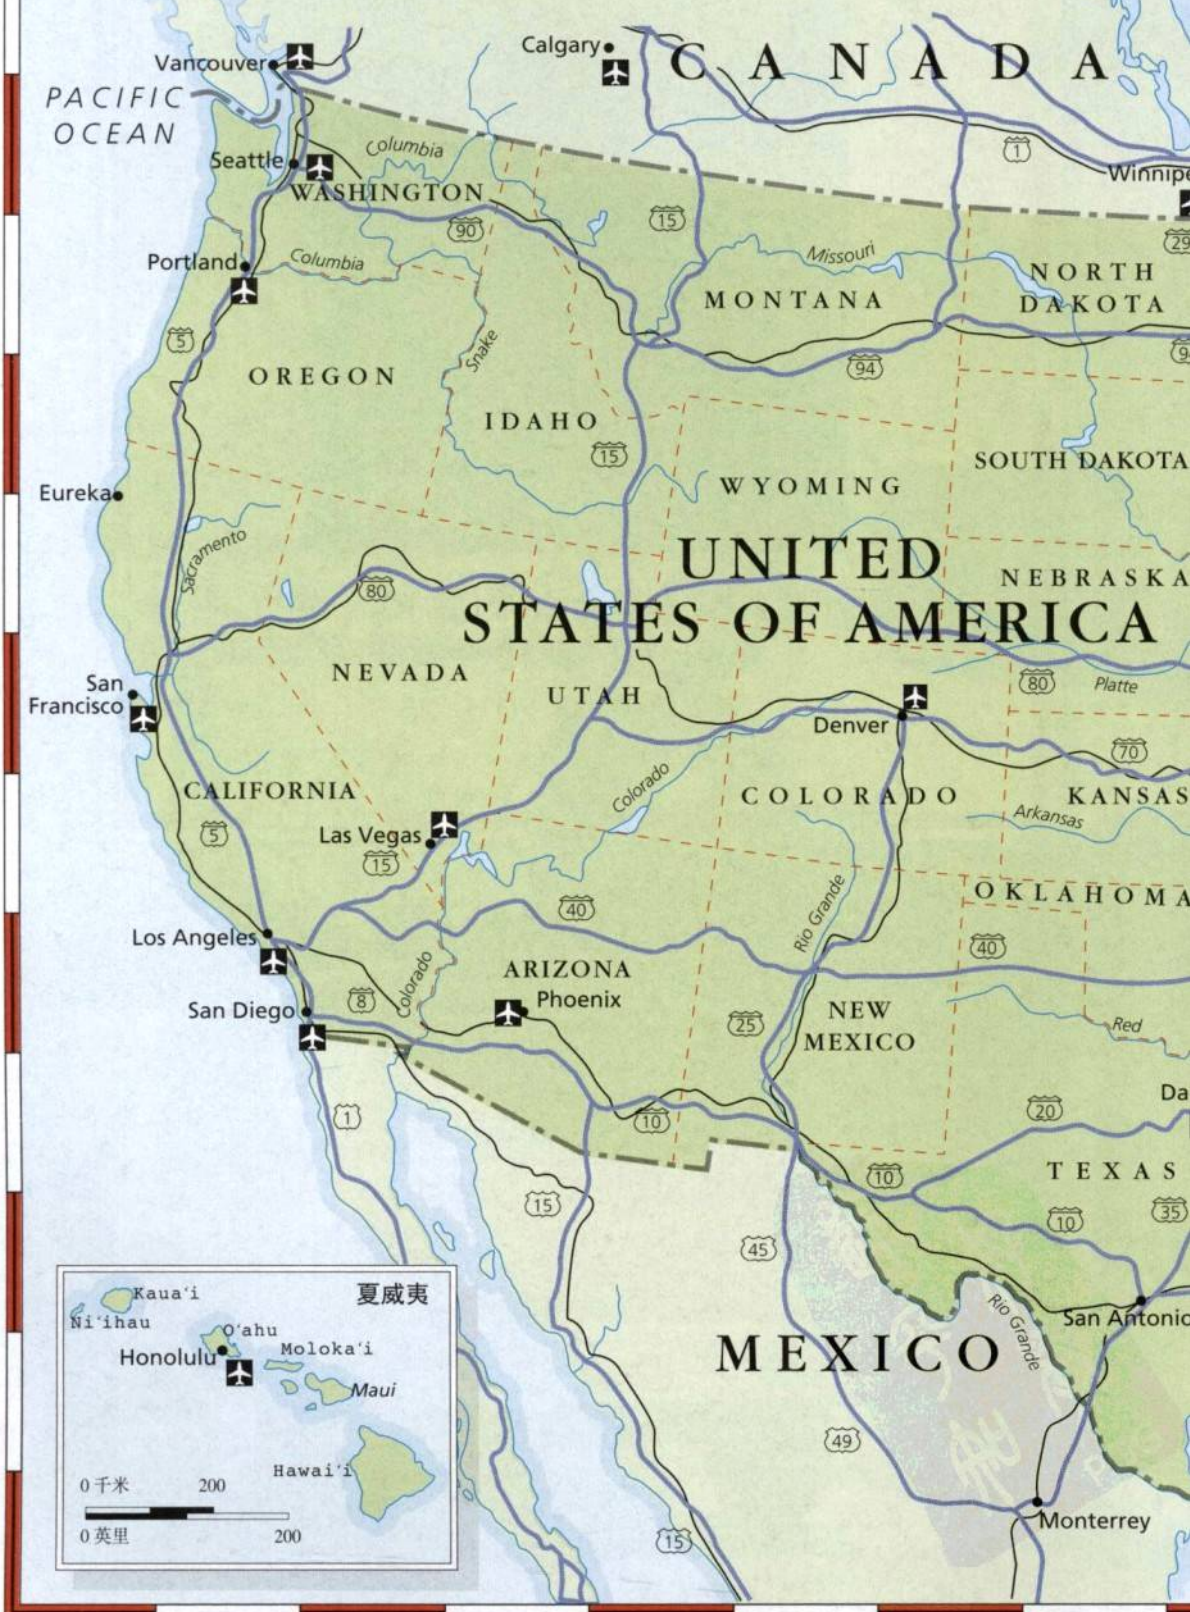 Vancouver
Calgary
CANADA
PACIFIC
OCEAN
Columbia
1
Seattle
WASHINGTON
Winnipe
90
15
29
Portland
Columbia
Missouri
MONTANA
NORTH
DAKOTA
5
Snake
94
9
OREGON
IDAHO
15
SOUTH DAKOTA
WYOMING
Eureka
Sacramento
UNITED
STATES OF AMERICA
80
NEBRASKA
San
Francisco
NEVADA
UTAH
80
Platte
Denver
70
CALIFORNIA
Colorado
COLORADO
KANSAS
5
Las Vegas
15
Arkansas
40
Rio Grande
OKLAHOMA
Los Angeles
40
ARIZONA
Phoenix
Colorado
8
San Diego
25
NEW
MEXICO
Red
Da
1
10
20
TEXAS
10
15
10
35
45
夏威夷
Kaua'i
Ni'ihau
O'ahu
Honolulu
Moloka'i
Maui
Hawai'i
0 千米 200
0 英里 200
Rio Grande
San Antonio
MEXICO
49
Monterrey
15